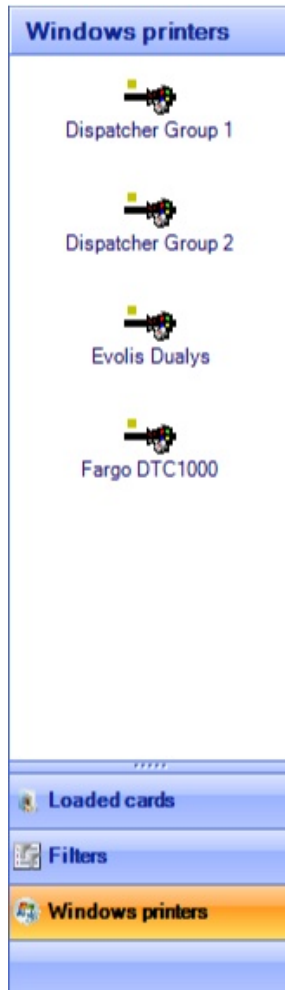 Windows printers
Dispatcher Group 1
Dispatcher Group 2
Evolis Dualys
Fargo DTC1000
Loaded cards
Filters
Windows printers